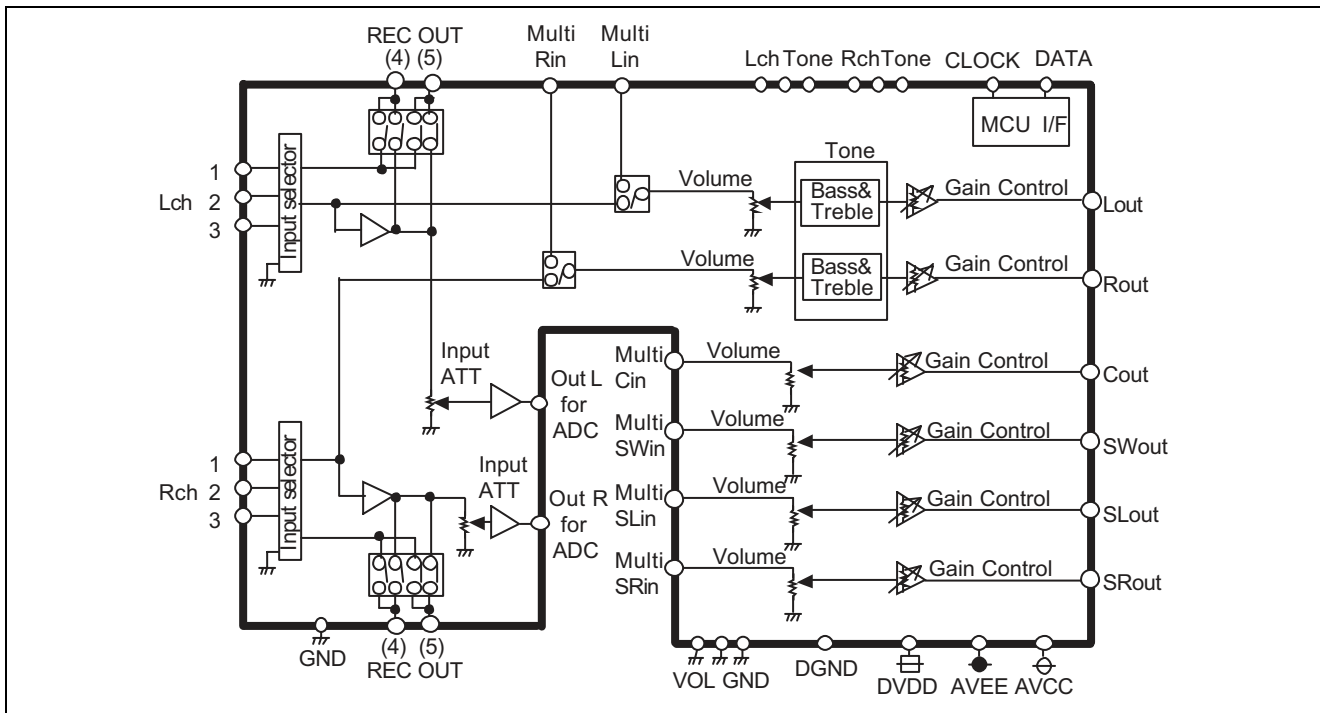 REC OUT
(4) (5)
Multi
Rin
Multi
Lin
Lch Tone
Rch Tone
CLOCK
DATA
MCU I/F
Lch
1
2
3
Input selector
Tone
Volume
Bass&
Treble
Gain Control
Lout
Volume
Bass&
Treble
Gain Control
Rout
Input
ATT
Out L
for
ADC
Multi
Cin
Volume
Gain Control
Cout
Multi
SWin
Volume
Gain Control
SWout
Rch
1
2
3
Input selector
Input
ATT
Out R
for
ADC
Multi
SLin
Volume
Gain Control
SLout
Multi
SRin
Volume
Gain Control
SRout
GND
(4) (5)
REC OUT
VOL GND
DGND
DVDD
AVEE
AVCC